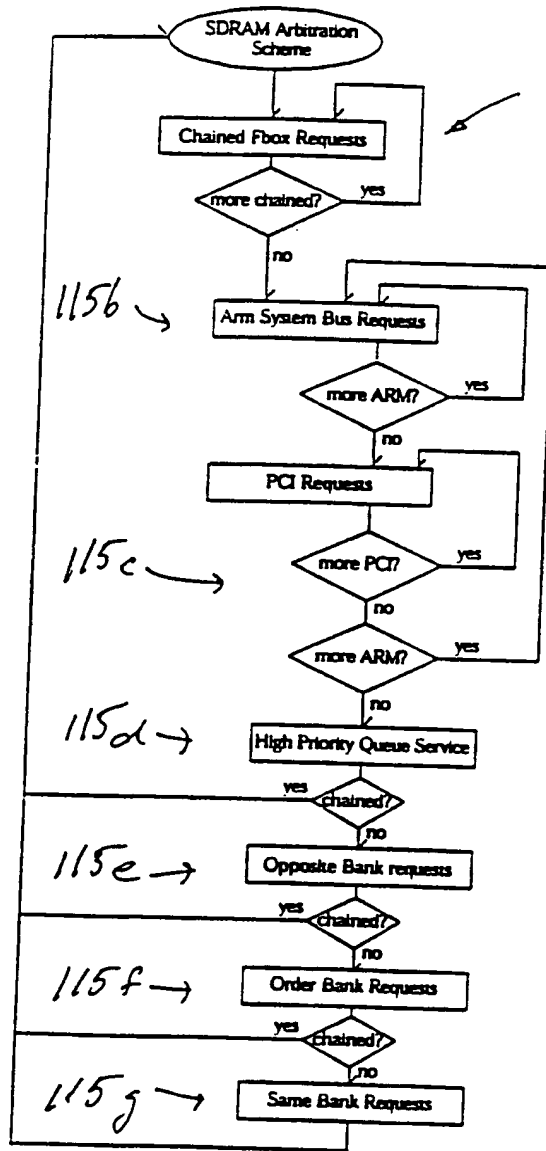 SDRAM Arbitration
Scheme
Chained Fbox Requests
more chained?
yes
no
115b
Arm System Bus Requests
more ARM?
yes
no
PCI Requests
115c
more PCI?
yes
no
more ARM?
yes
no
115d
High Priority Queue Service
yes
chained?
no
115e
Opposite Bank requests
yes
chained?
no
115f
Order Bank Requests
yes
chained?
no
115g
Same Bank Requests